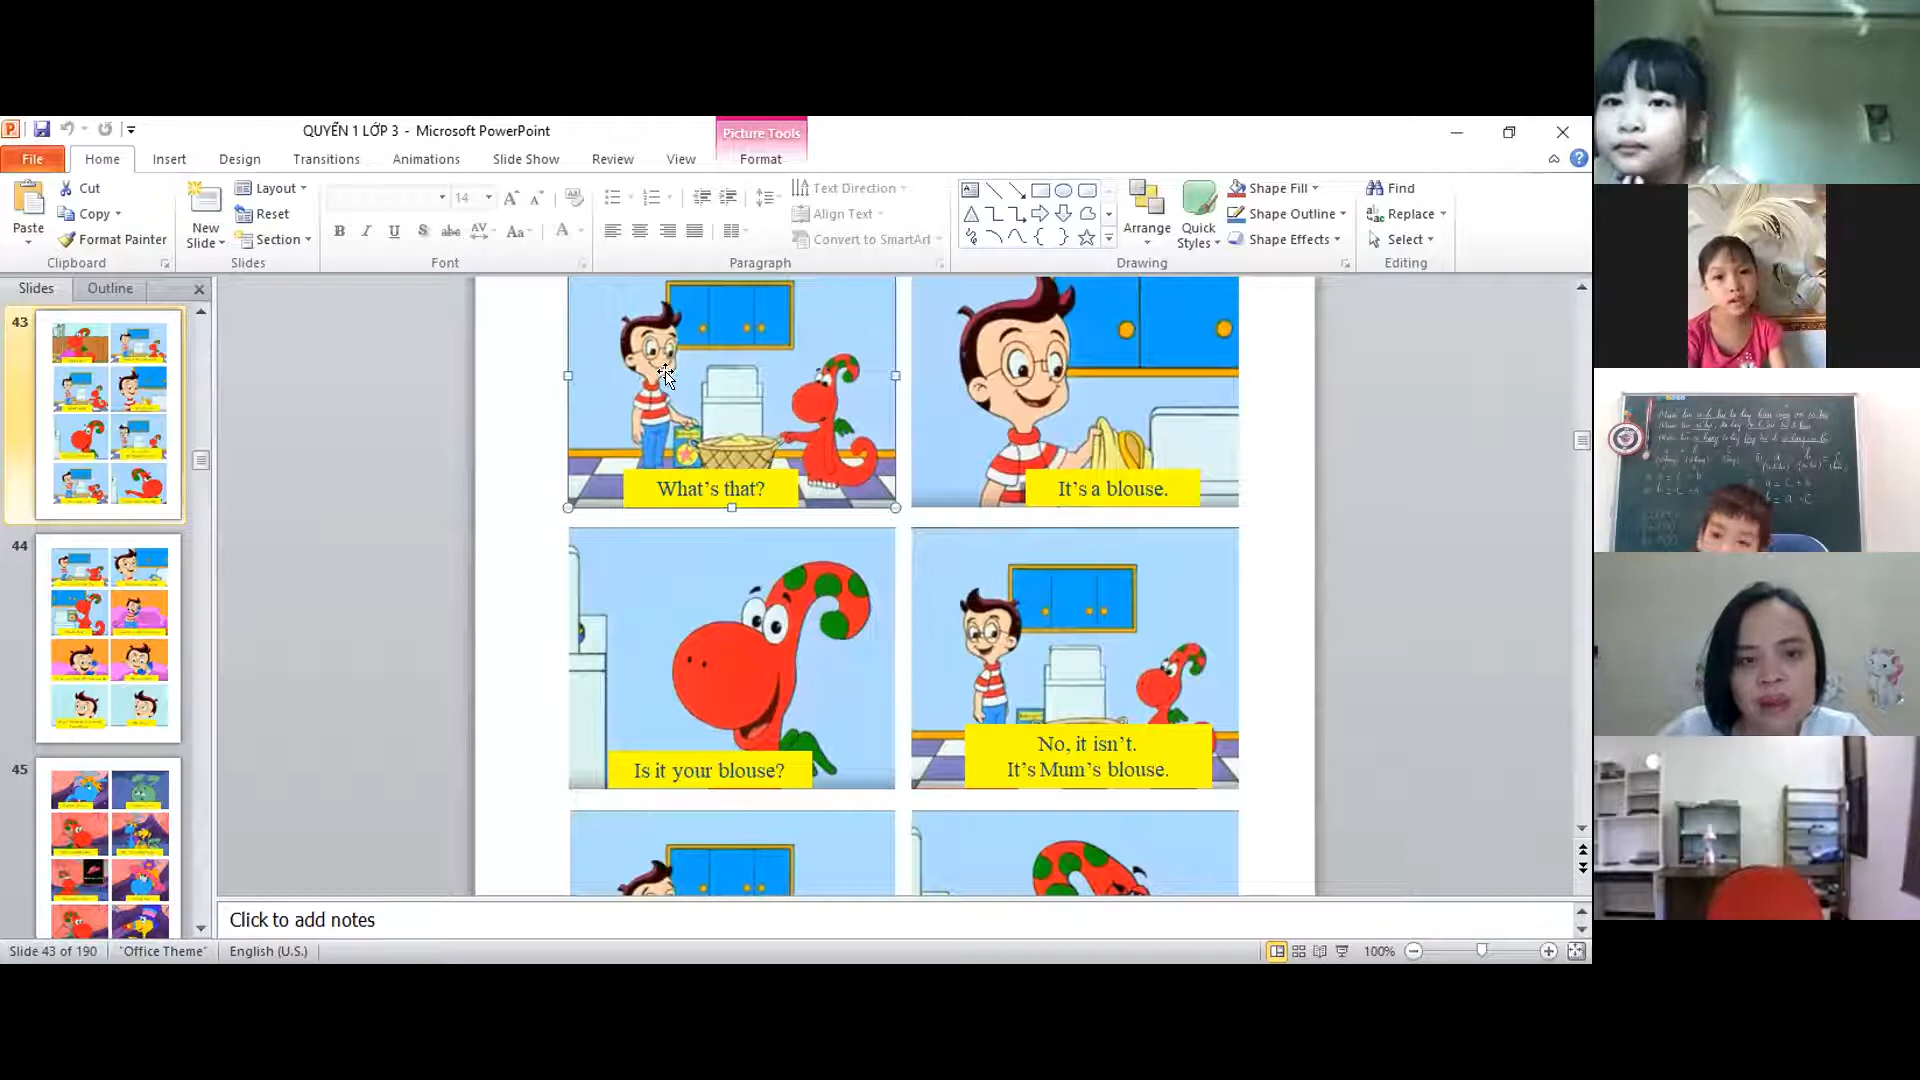 QUYỂN 1 LỚP 3 - Microsoft PowerPoint
Picture Tools
File
Home
Insert
Design
Transitions
Animations
Slide Show
Review
View
Format
Paste
Cut
Copy
Format Painter
Clipboard
New
Slide
Layout
Reset
Section
Slides
14
B I U S abc AV Aa A
Font
Text Direction
Align Text
Convert to SmartArt
Paragraph
Arrange
Quick
Styles
Shape Fill
Shape Outline
Shape Effects
Drawing
Find
Replace
Select
Editing
Slides
Outline
43
44
45
What's that?
It's a blouse.
Is it your blouse?
No, it isn't.
It's Mum's blouse.
Click to add notes
Slide 43 of 190
"Office Theme"
English (U.S.)
100%